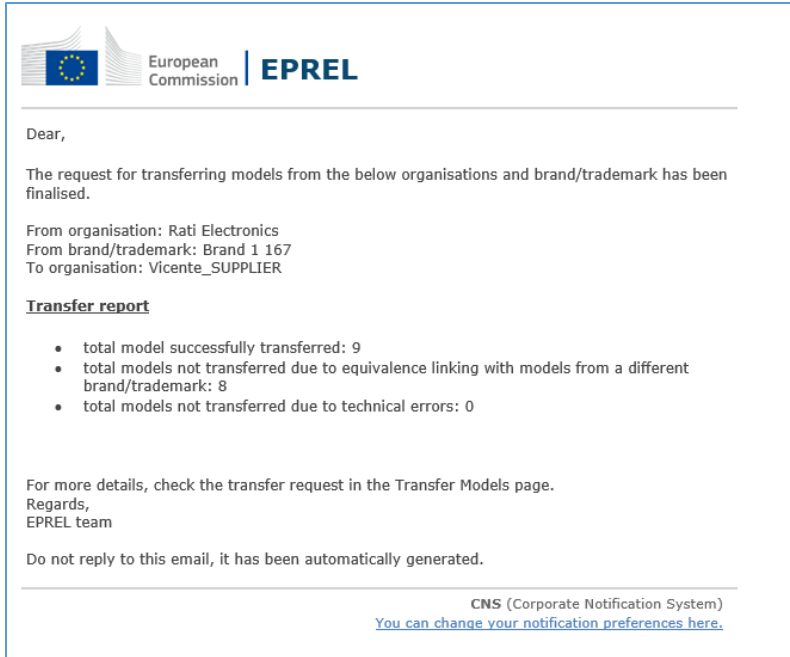 European
Commission
EPREL
Dear,
The request for transferring models from the below organisations and brand/trademark has been
finalised.
From organisation: Rati Electronics
From brand/trademark: Brand 1 167
To organisation: Vicente_SUPPLIER
Transfer report
• total model successfully transferred: 9
• total models not transferred due to equivalence linking with models from a different
brand/trademark: 8
• total models not transferred due to technical errors: 0
For more details, check the transfer request in the Transfer Models page.
Regards,
EPREL team
Do not reply to this email, it has been automatically generated.
CNS (Corporate Notification System)
You can change your notification preferences here.